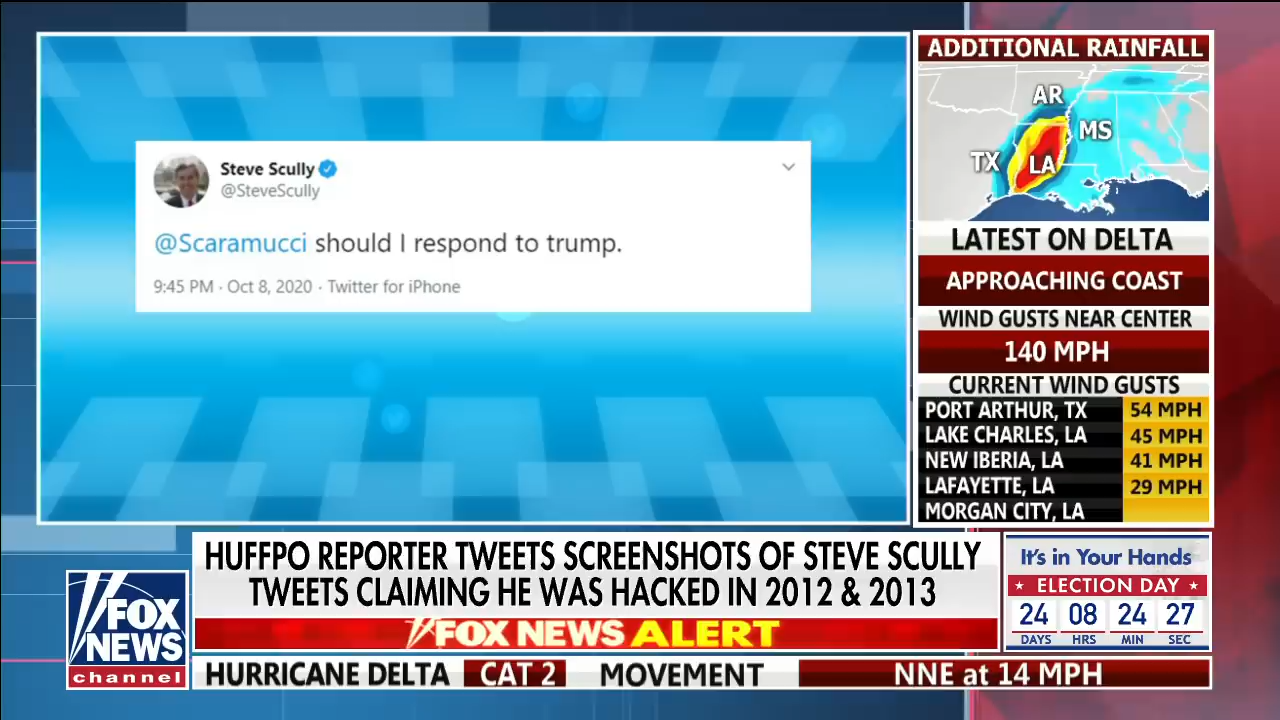 Steve Scully
@SteveScully
@Scaramucci should I respond to trump.
9:45 PM · Oct 8, 2020 · Twitter for iPhone
ADDITIONAL RAINFALL
AR
MS
TX
LA
LATEST ON DELTA
APPROACHING COAST
WIND GUSTS NEAR CENTER
140 MPH
CURRENT WIND GUSTS
PORT ARTHUR, TX 54 MPH
LAKE CHARLES, LA 45 MPH
NEW IBERIA, LA 41 MPH
LAFAYETTE, LA 29 MPH
MORGAN CITY, LA
HUFFPO REPORTER TWEETS SCREENSHOTS OF STEVE SCULLY
TWEETS CLAIMING HE WAS HACKED IN 2012 & 2013
FOX NEWS ALERT
It's in Your Hands
ELECTION DAY
24 08 24 27
DAYS HRS MIN SEC
FOX
NEWS
channel
HURRICANE DELTA CAT 2 MOVEMENT NNE at 14 MPH